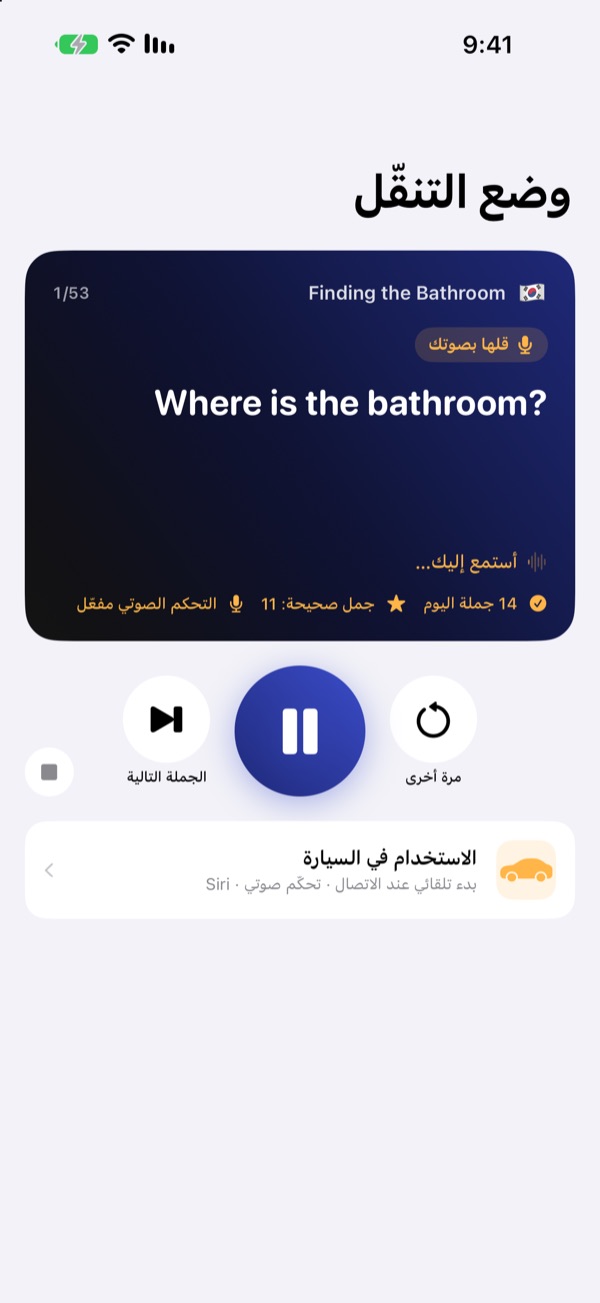 9:41
وضع التنقّل
Finding the Bathroom
1/53
قلها بصوتك
Where is the bathroom?
أستمع إليك...
14 جملة اليوم
جمل صحيحة: 11
التحكم الصوتي مفعّل
مرة أخرى
الجملة التالية
الاستخدام في السيارة
بدء تلقائي عند الاتصال · تحكّم صوتي · Siri